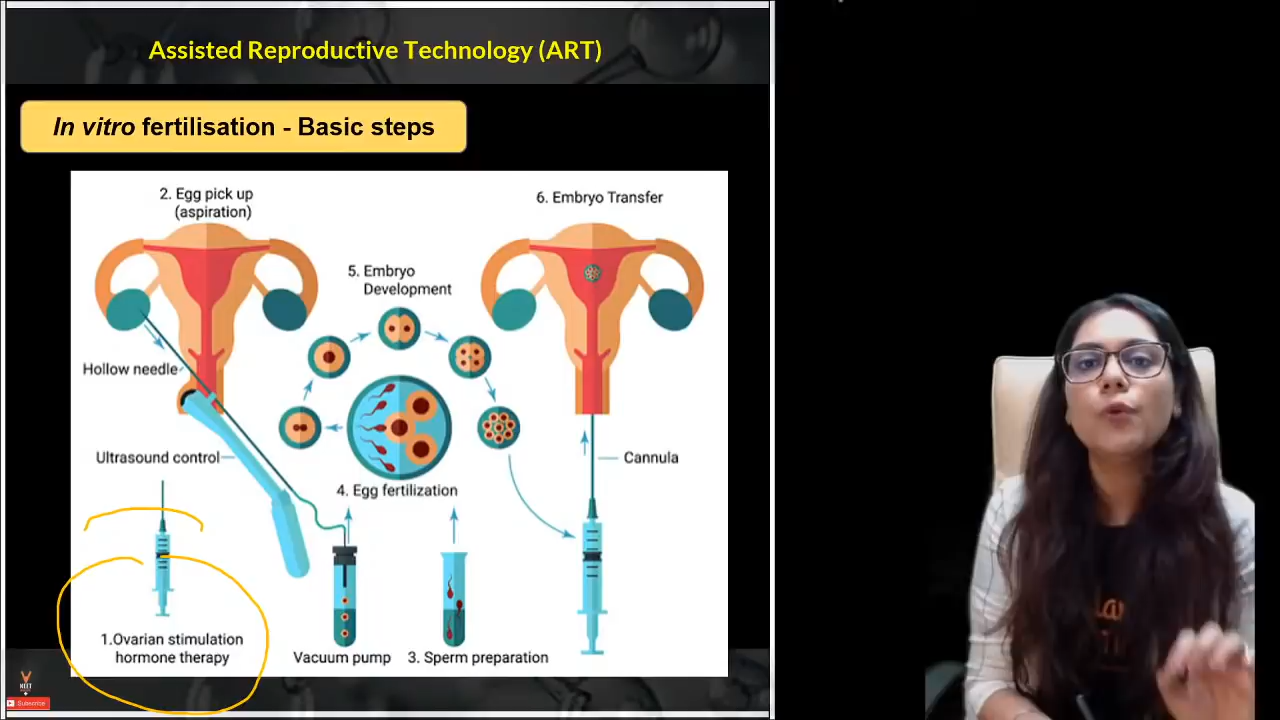 Assisted Reproductive Technology (ART)
In vitro fertilisation - Basic steps
2. Egg pick up
(aspiration)
6. Embryo Transfer
5. Embryo
Development
Hollow needle
Ultrasound control
Cannula
4. Egg fertilization
1.Ovarian stimulation
hormone therapy
Vacuum pump
3. Sperm preparation
NEET
Subscribe